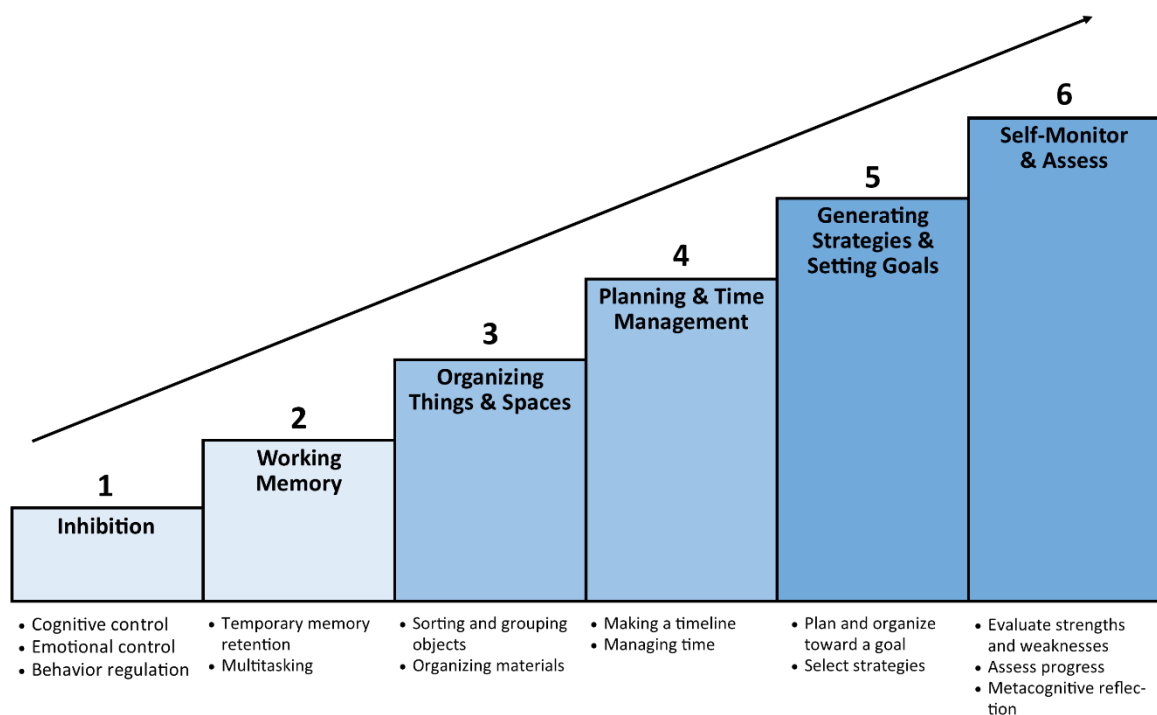 1
Inhibition
2
Working
Memory
3
Organizing
Things & Spaces
4
Planning & Time
Management
5
Generating
Strategies &
Setting Goals
6
Self-Monitor
& Assess
• Cognitive control
• Emotional control
• Behavior regulation
• Temporary memory
retention
• Multitasking
• Sorting and grouping
objects
• Organizing materials
• Making a timeline
• Managing time
• Plan and organize
toward a goal
• Select strategies
• Evaluate strengths
and weaknesses
• Assess progress
• Metacognitive reflec-
tion